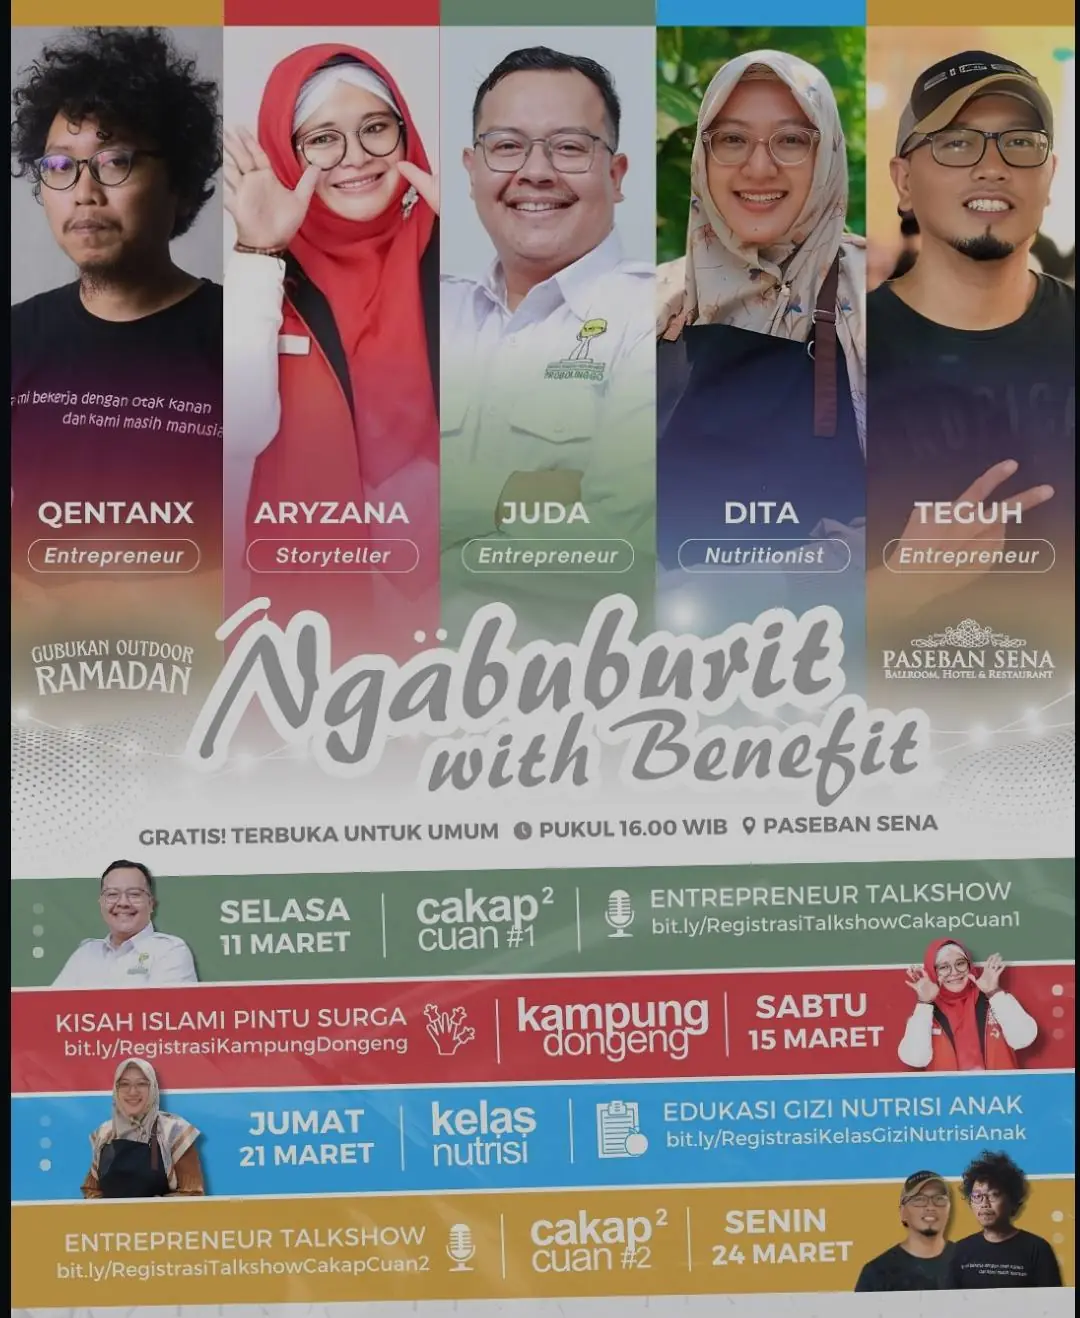 mi bekerja dengan otak kanan
dan kami masih manusia
PROBOLINGGO
QENTANX
Entrepreneur
ARYZANA
Storyteller
JUDA
Entrepreneur
DITA
Nutritionist
TEGUH
Entrepreneur
GUBUKAN OUTDOOR
RAMADAN
Ngabuburit
with Benefit
PASEBAN SENA
BALLROOM, HOTEL & RESTAURANT
GRATIS! TERBUKA UNTUK UMUM PUKUL 16.00 WIB PASEBAN SENA
SELASA
11 MARET
cakap2
cuan #1
ENTREPRENEUR TALKSHOW
bit.ly/RegistrasiTalkshowCakapCuan1
KISAH ISLAMI PINTU SURGA
bit.ly/RegistrasiKampungDongeng
kampung
dongeng
SABTU
15 MARET
JUMAT
21 MARET
kelas
nutrisi
EDUKASI GIZI NUTRISI ANAK
bit.ly/RegistrasiKelasGiziNutrisiAnak
ENTREPRENEUR TALKSHOW
bit.ly/RegistrasiTalkshowCakapCuan2
cakap2
cuan #2
SENIN
24 MARET